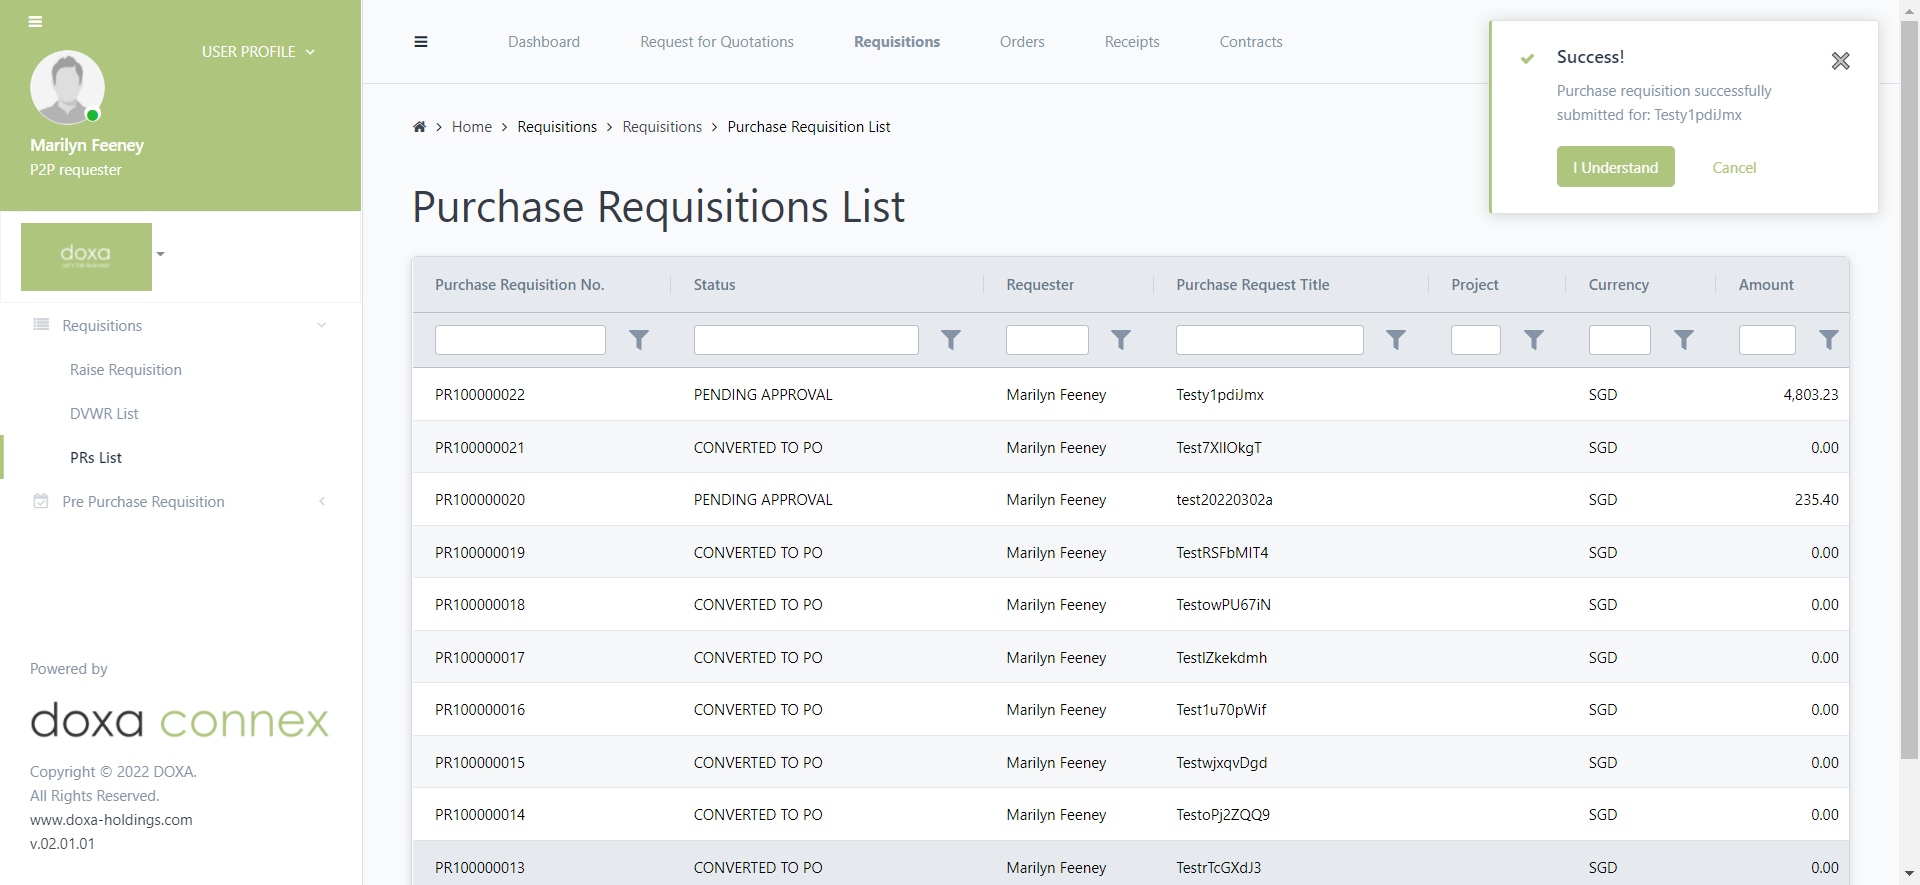 USER PROFILE
Marilyn Feeney
P2P requester
doxa
Let's Talk Business!
Requisitions
Raise Requisition
DVWR List
PRs List
Pre Purchase Requisition
Powered by
doxa connex
Copyright © 2022 DOXA.
All Rights Reserved.
www.doxa-holdings.com
v.02.01.01
Dashboard Request for Quotations Requisitions Orders Receipts Contracts
Home Requisitions Requisitions Purchase Requisition List
Success!
Purchase requisition successfully
submitted for: Testy1pdiJmx
I Understand Cancel
Purchase Requisitions List
Purchase Requisition No. Status Requester Purchase Request Title Project Currency Amount
PR100000022 PENDING APPROVAL Marilyn Feeney Testy1pdiJmx SGD 4,803.23
PR100000021 CONVERTED TO PO Marilyn Feeney Test7XIIOkgT SGD 0.00
PR100000020 PENDING APPROVAL Marilyn Feeney test20220302a SGD 235.40
PR100000019 CONVERTED TO PO Marilyn Feeney TestRSFbMIT4 SGD 0.00
PR100000018 CONVERTED TO PO Marilyn Feeney TestowPU67iN SGD 0.00
PR100000017 CONVERTED TO PO Marilyn Feeney TestlZkekdmh SGD 0.00
PR100000016 CONVERTED TO PO Marilyn Feeney Test1u70pWif SGD 0.00
PR100000015 CONVERTED TO PO Marilyn Feeney TestwjxqvDgd SGD 0.00
PR100000014 CONVERTED TO PO Marilyn Feeney TestoPj2ZQQ9 SGD 0.00
PR100000013 CONVERTED TO PO Marilyn Feeney TestrTcGXdJ3 SGD 0.00